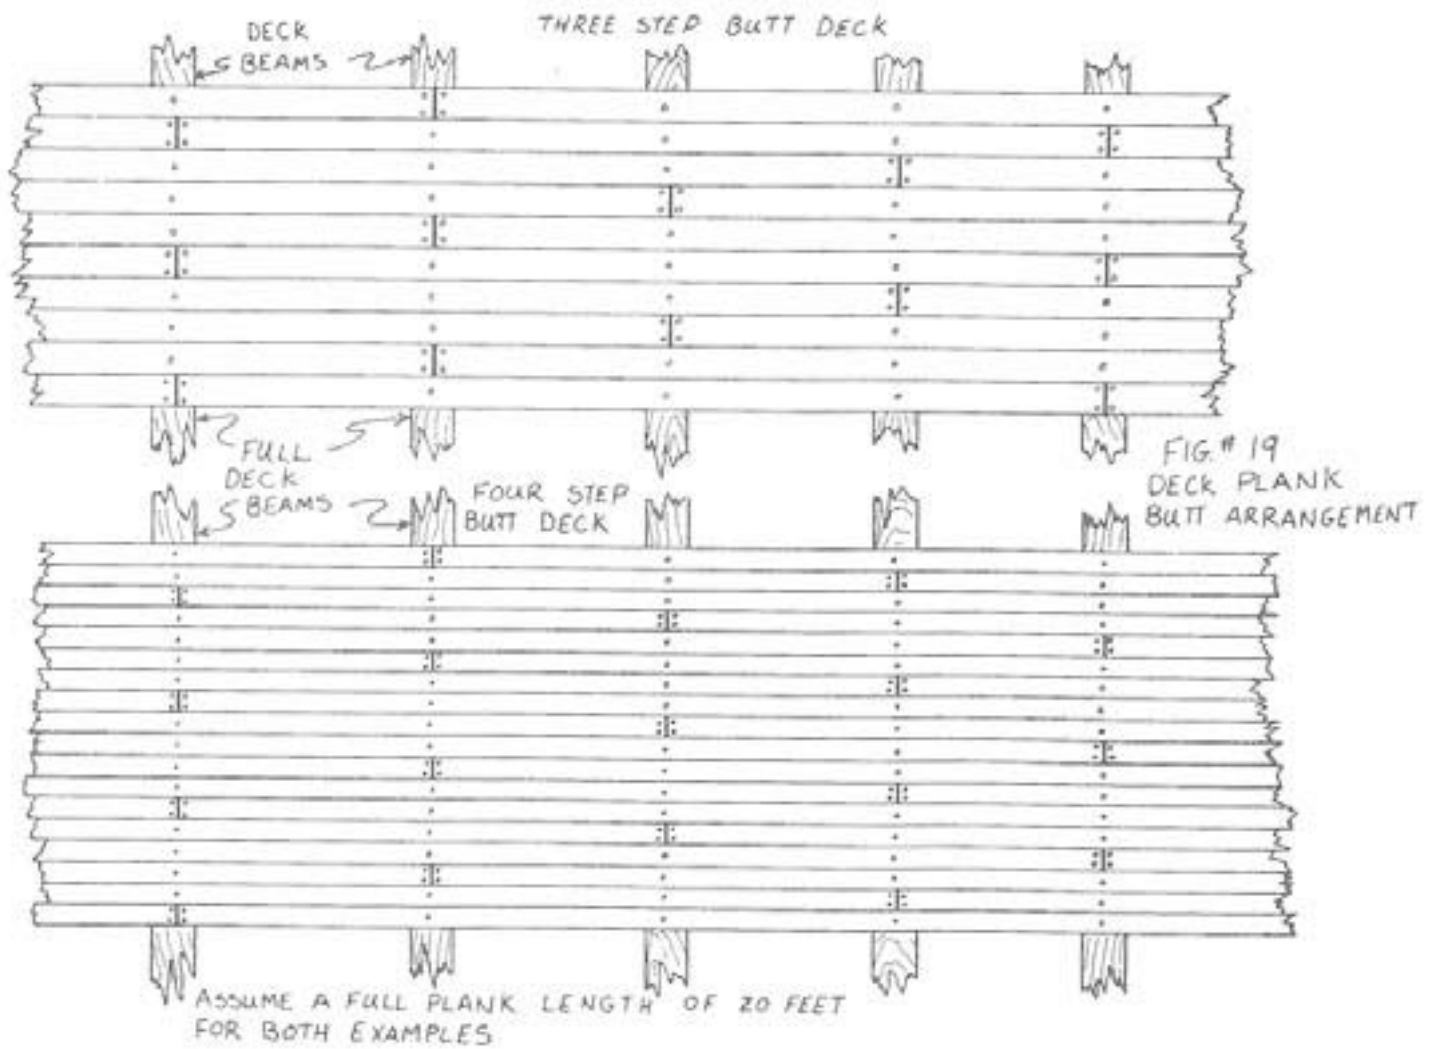 THREE STEP BUTT DECK
DECK
BEAMS
FULL
DECK
BEAMS
FOUR STEP
BUTT DECK
FIG. # 19
DECK PLANK
BUTT ARRANGEMENT
ASSUME A FULL PLANK LENGTH OF 20 FEET
FOR BOTH EXAMPLES